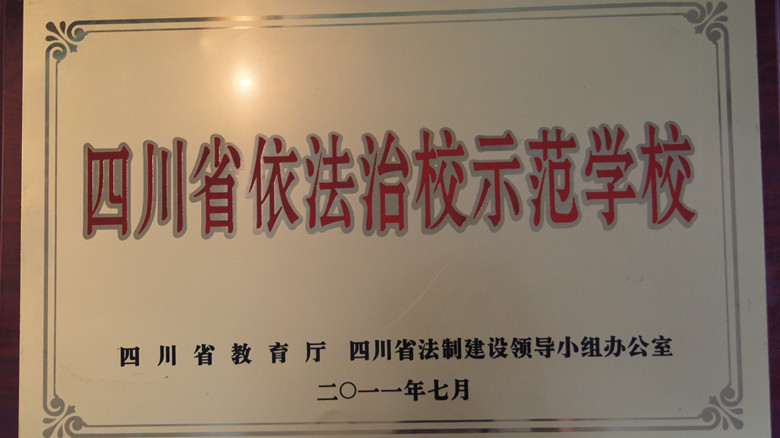 四川省依法治校示范学校
四川省教育厅 四川省法制建设领导小组办公室
二〇一一年七月